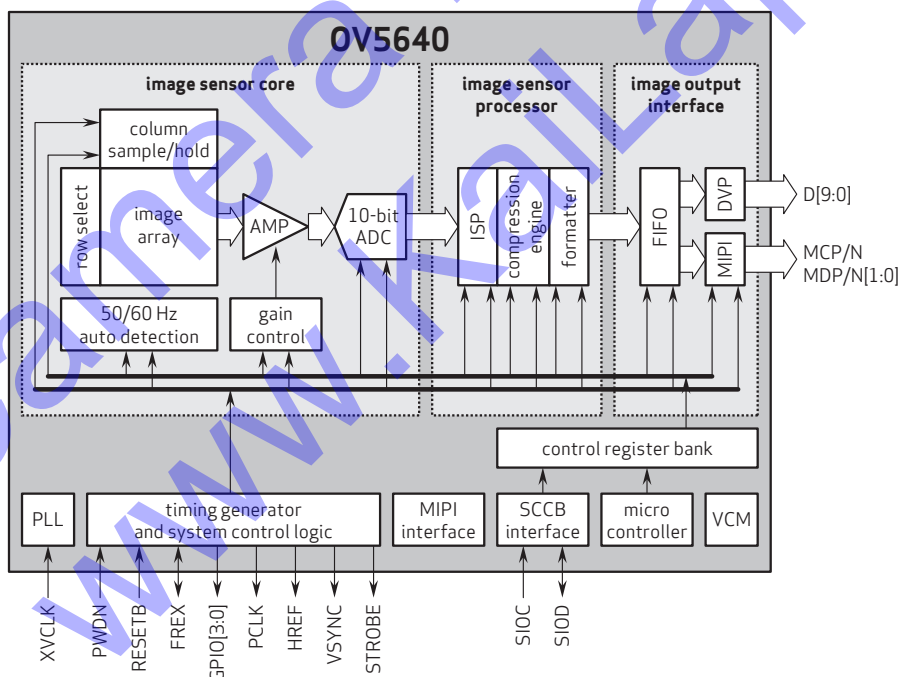 OV5640
image sensor core
image sensor
processor
image output
interface
column
sample/hold
row select
image
array
AMP
10-bit
ADC
ISP
compression
engine
formatter
FIFO
DVP
MIPI
D[9:0]
MCP/N
MDP/N[1:0]
50/60 Hz
auto detection
gain
control
control register bank
PLL
timing generator
and system control logic
MIPI
interface
SCCB
interface
micro
controller
VCM
XVCLK
PWDN
RESETB
FREX
GPIO[3:0]
PCLK
HREF
VSYNC
STROBE
SIOC
SIOD
camera
www.kaiLa